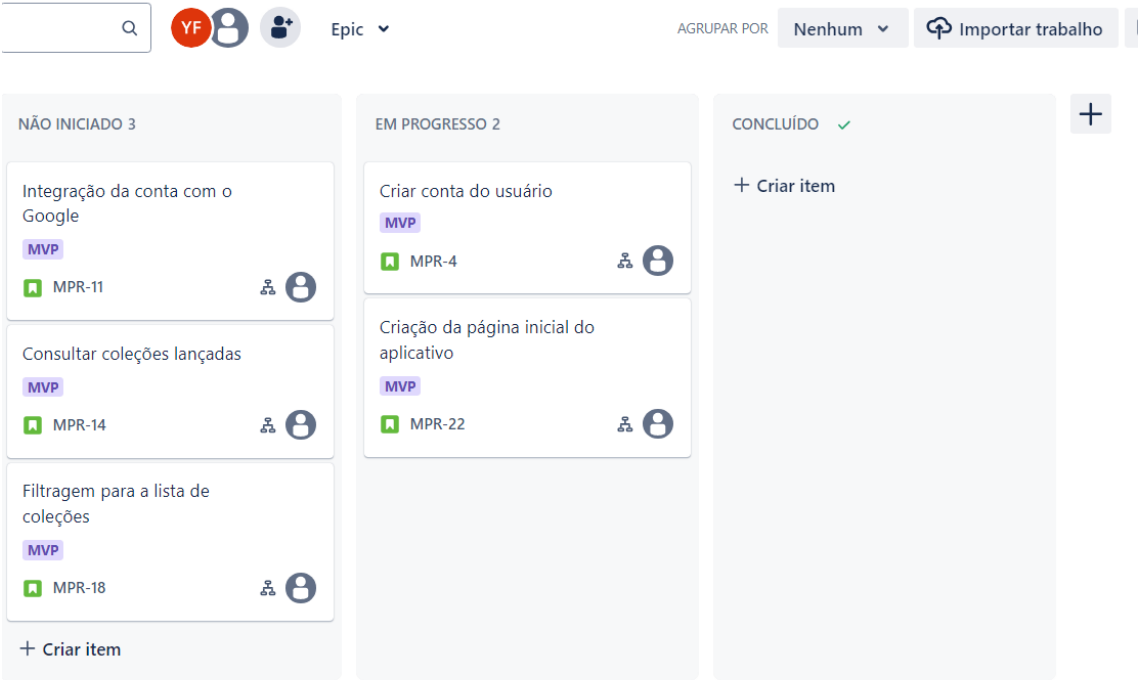 YF
Epic
AGRUPAR POR
Nenhum
Importar trabalho
NÃO INICIADO 3
Integração da conta com o
Google
MVP
MPR-11
Consultar coleções lançadas
MVP
MPR-14
Filtragem para a lista de
coleções
MVP
MPR-18
+ Criar item
EM PROGRESSO 2
Criar conta do usuário
MVP
MPR-4
Criação da página inicial do
aplicativo
MVP
MPR-22
CONCLUÍDO
+ Criar item